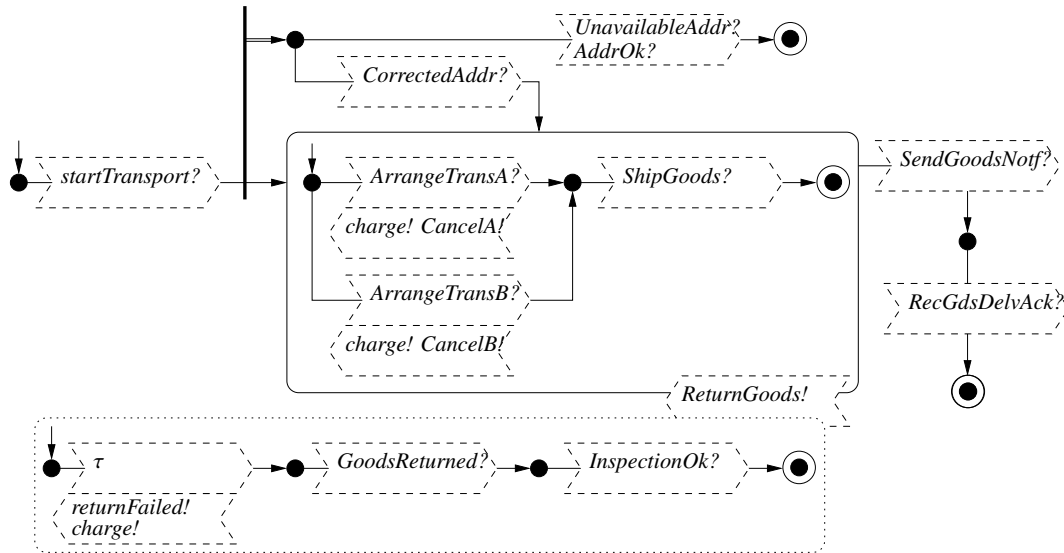 UnavailableAddr?
AddrOk?
CorrectedAddr?
startTransport?
ArrangeTransA?
ShipGoods?
SendGoodsNotf?
charge! CancelA!
ArrangeTransB?
RecGdsDelvAck?
charge! CancelB!
ReturnGoods!
τ
GoodsReturned?
InspectionOk?
returnFailed!
charge!